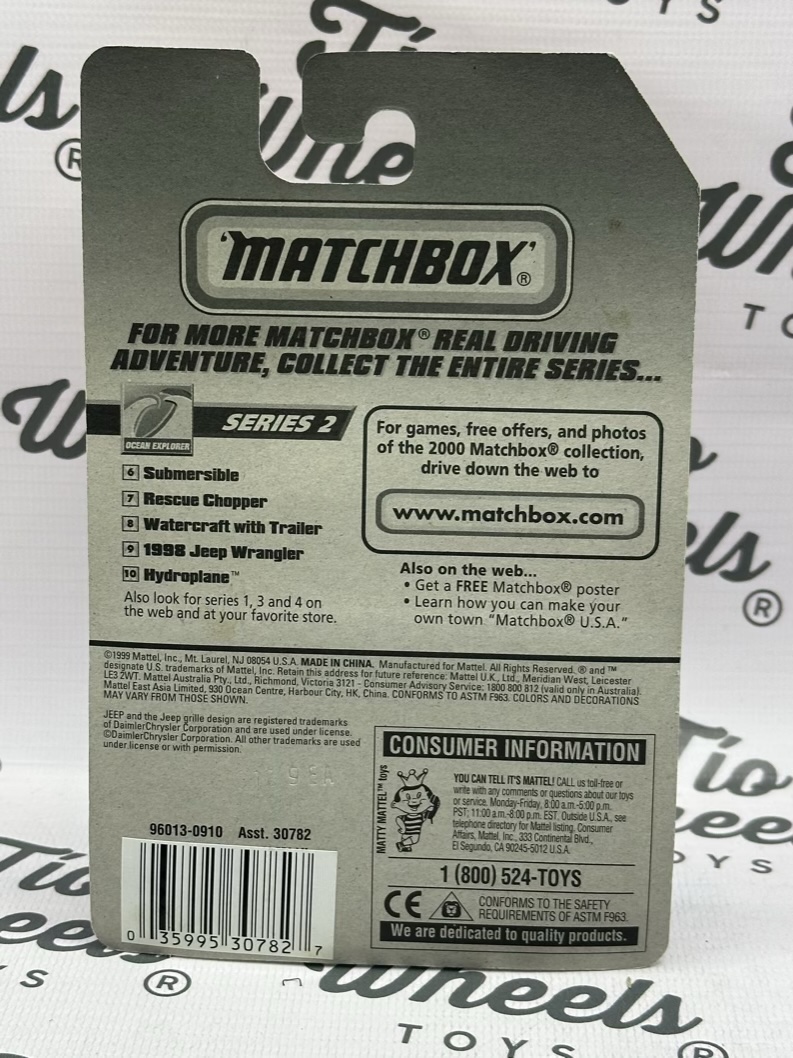 'MATCHBOX'®
FOR MORE MATCHBOX® REAL DRIVING
ADVENTURE, COLLECT THE ENTIRE SERIES...
OCEAN EXPLORER
SERIES 2
6 Submersible
7 Rescue Chopper
8 Watercraft with Trailer
9 1998 Jeep Wrangler
10 Hydroplane™
Also look for series 1, 3 and 4 on
the web and at your favorite store.
For games, free offers, and photos
of the 2000 Matchbox® collection,
drive down the web to
www.matchbox.com
Also on the web...
• Get a FREE Matchbox® poster
• Learn how you can make your
own town "Matchbox® U.S.A."
©1999 Mattel, Inc., Mt. Laurel, NJ 08054 U.S.A. MADE IN CHINA. Manufactured for Mattel. All Rights Reserved. ® and ™
designate U.S. trademarks of Mattel, Inc. Retain this address for future reference: Mattel U.K., Ltd., Meridian West, Leicester
LE3 2WT. Mattel Australia Pty., Ltd., Richmond, Victoria 3121 - Consumer Advisory Service: 1800 800 812 (valid only in Australia).
Mattel East Asia Limited, 930 Ocean Centre, Harbour City, HK, China. CONFORMS TO ASTM F963. COLORS AND DECORATIONS
MAY VARY FROM THOSE SHOWN.
JEEP and the Jeep grille design are registered trademarks
of DaimlerChrysler Corporation and are used under license.
©DaimlerChrysler Corporation. All other trademarks are used
under license or with permission.
96013-0910 Asst. 30782
0 35995 30782 7
CONSUMER INFORMATION
MATTY MATTEL™ toys
YOU CAN TELL IT'S MATTEL! CALL us toll-free or
write with any comments or questions about our toys
or service. Monday-Friday, 8:00 a.m.-5:00 p.m.
PST; 11:00 a.m.-8:00 p.m. EST. Outside U.S.A., see
telephone directory for Mattel listing. Consumer
Affairs, Mattel, Inc., 333 Continental Blvd.,
El Segundo, CA 90245-5012 U.S.A.
1 (800) 524-TOYS
CE
CONFORMS TO THE SAFETY
REQUIREMENTS OF ASTM F963.
We are dedicated to quality products.
Tio
Wheels
TOYS
®